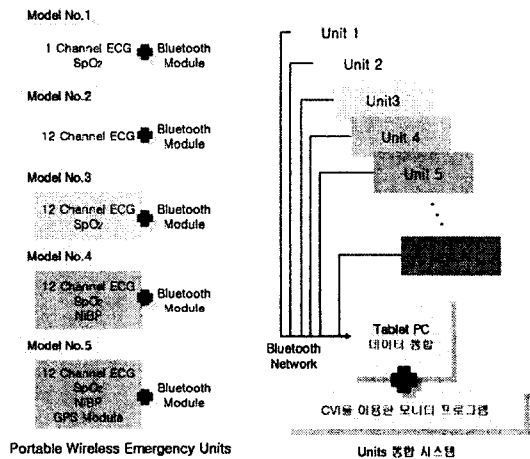 Model No.1
1 Channel ECG
SpO₂
Bluetooth
Module
Model No.2
12 Channel ECG
Bluetooth
Module
Model No.3
12 Channel ECG
SpO₂
Bluetooth
Module
Model No.4
12 Channel ECG
SpO₂
NiBP
Bluetooth
Module
Model No.5
12 Channel ECG
SpO₂
NiBP
GPS Module
Bluetooth
Module
Portable Wireless Emergency Units
Unit 1
Unit 2
Unit3
Unit 4
Unit 5
Bluetooth
Network
Tablet PC
데이터 통합
CVI을 이용한 모니터 프로그램
Units 통합 시스템